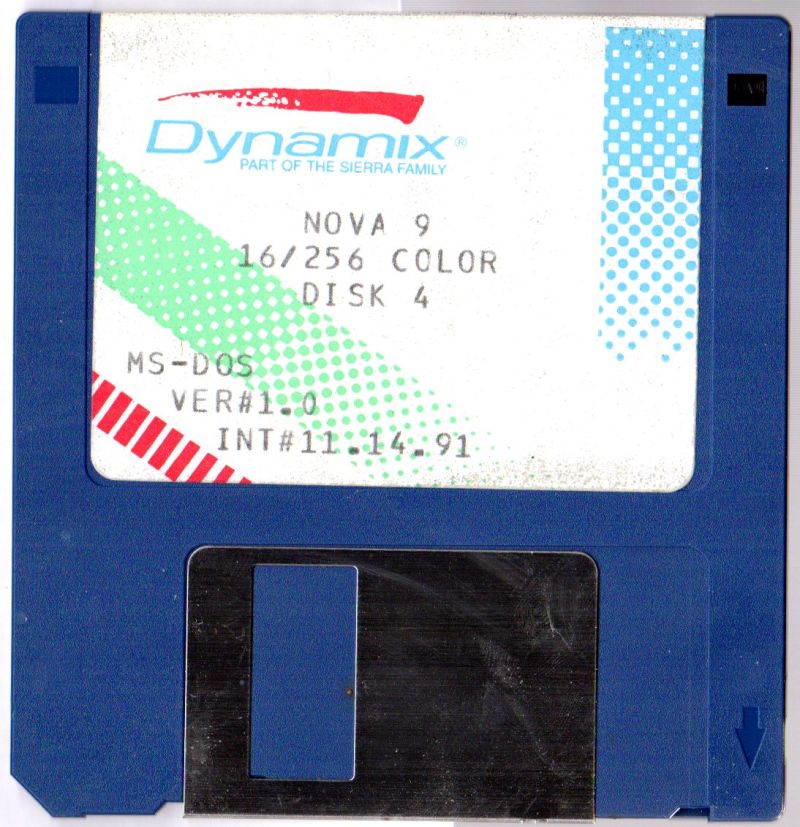 Dynamix®
PART OF THE SIERRA FAMILY
NOVA 9
16/256 COLOR
DISK 4
MS-DOS
VER#1.0
INT#11.14.91